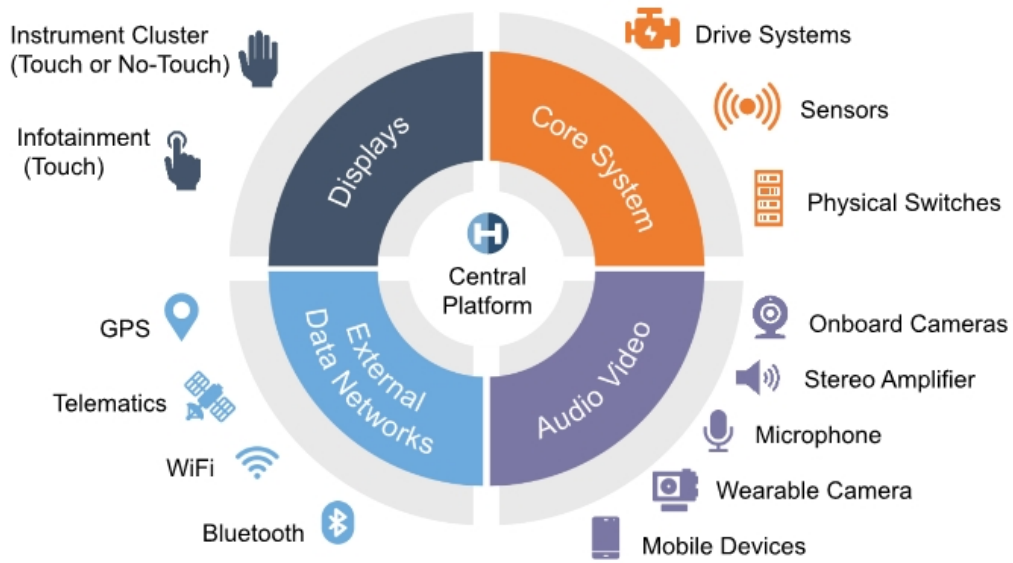 Instrument Cluster
(Touch or No-Touch)
Infotainment
(Touch)
Displays
Drive Systems
Sensors
Physical Switches
Core System
H
Central
Platform
GPS
Telematics
WiFi
Bluetooth
External
Data Networks
Audio Video
Onboard Cameras
Stereo Amplifier
Microphone
Wearable Camera
Mobile Devices